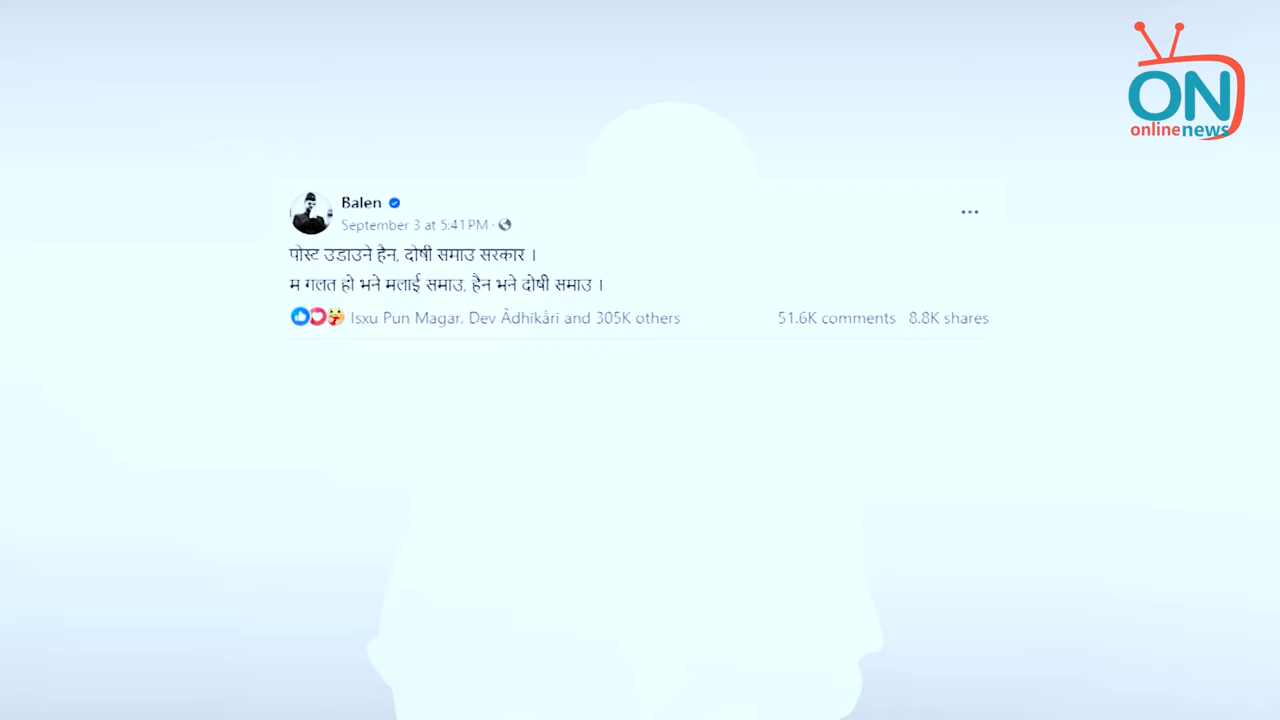 ON
onlinenews
Balen
September 3 at 5:41 PM ·
पोस्ट उडाउने हैन, दोषी समाउ सरकार ।
म गलत हो भने मलाई समाउ, हैन भने दोषी समाउ ।
Isxu Pun Magar, Dev Ãdhīkåri and 305K others 51.6K comments 8.8K shares